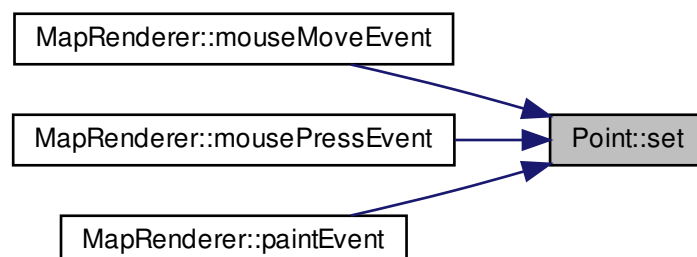 MapRenderer::mouseMoveEvent
MapRenderer::mousePressEvent
Point::set
MapRenderer::paintEvent